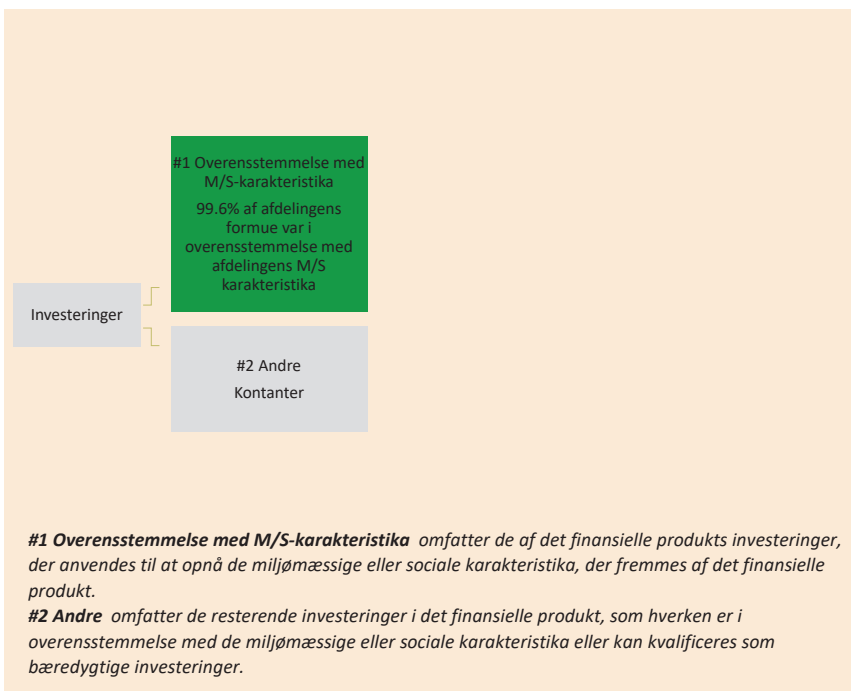 #1 Overensstemmelse med
M/S-karakteristika
99.6% af afdelingens
formue var i
overensstemmelse med
afdelingens M/S
karakteristika
Investeringer
#2 Andre
Kontanter
#1 Overensstemmelse med M/S-karakteristika omfatter de af det finansielle produkts investeringer,
der anvendes til at opnå de miljømæssige eller sociale karakteristika, der fremmes af det finansielle
produkt.
#2 Andre omfatter de resterende investeringer i det finansielle produkt, som hverken er i
overensstemmelse med de miljømæssige eller sociale karakteristika eller kan kvalificeres som
bæredygtige investeringer.